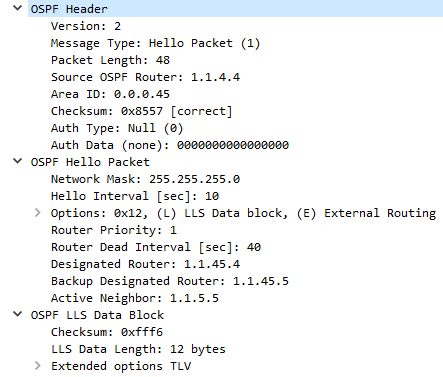 OSPF Header
Version: 2
Message Type: Hello Packet (1)
Packet Length: 48
Source OSPF Router: 1.1.4.4
Area ID: 0.0.0.45
Checksum: 0x8557 [correct]
Auth Type: Null (0)
Auth Data (none): 0000000000000000
OSPF Hello Packet
Network Mask: 255.255.255.0
Hello Interval [sec]: 10
Options: 0x12, (L) LLS Data block, (E) External Routing
Router Priority: 1
Router Dead Interval [sec]: 40
Designated Router: 1.1.45.4
Backup Designated Router: 1.1.45.5
Active Neighbor: 1.1.5.5
OSPF LLS Data Block
Checksum: 0xfff6
LLS Data Length: 12 bytes
Extended options TLV